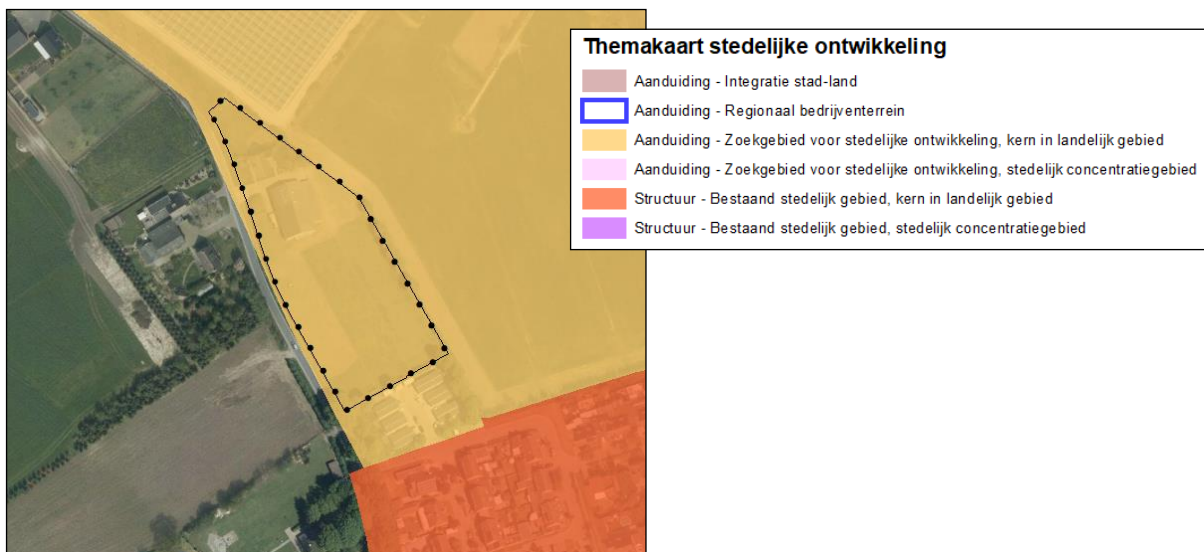 Themakaart stedelijke ontwikkeling
Aanduiding - Integratie stad-land
Aanduiding - Regionaal bedrijventerrein
Aanduiding - Zoekgebied voor stedelijke ontwikkeling, kern in landelijk gebied
Aanduiding - Zoekgebied voor stedelijke ontwikkeling, stedelijk concentratiegebied
Structuur - Bestaand stedelijk gebied, kern in landelijk gebied
Structuur - Bestaand stedelijk gebied, stedelijk concentratiegebied